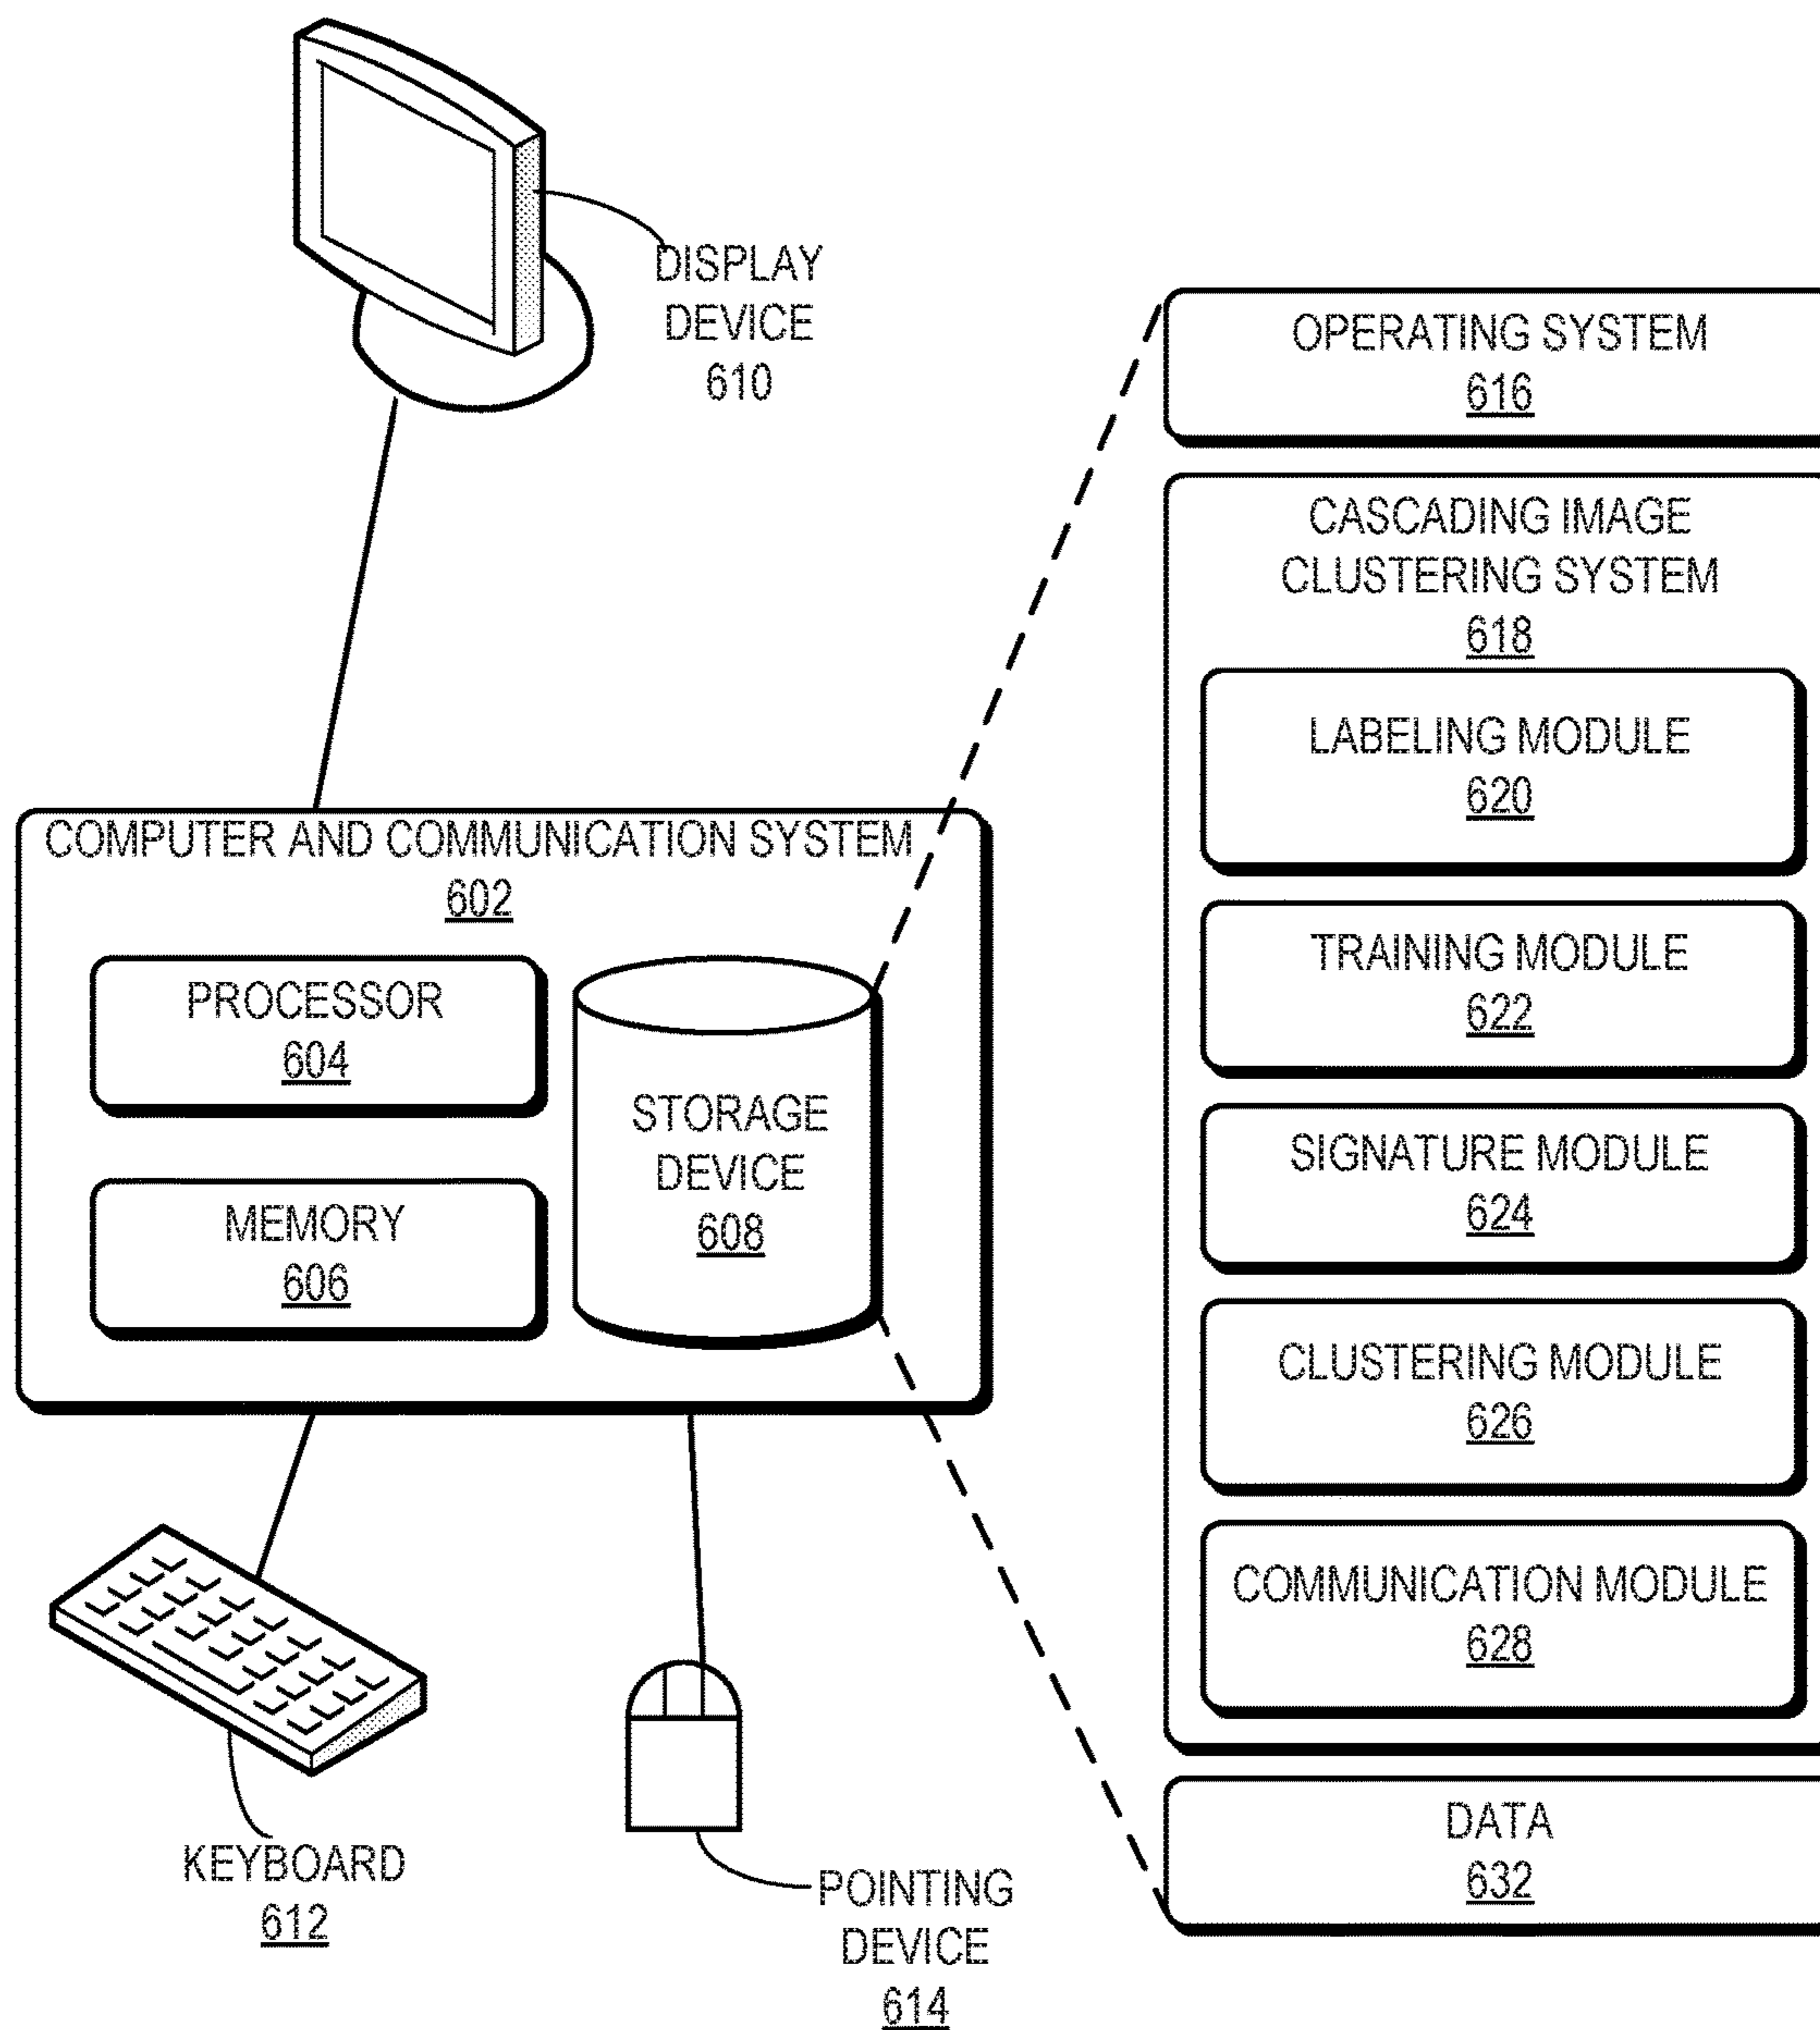 DISPLAY
DEVICE
610
COMPUTER AND COMMUNICATION SYSTEM
602
PROCESSOR
604
MEMORY
606
STORAGE
DEVICE
608
KEYBOARD
612
POINTING
DEVICE
614
OPERATING SYSTEM
616
CASCADING IMAGE
CLUSTERING SYSTEM
618
LABELING MODULE
620
TRAINING MODULE
622
SIGNATURE MODULE
624
CLUSTERING MODULE
626
COMMUNICATION MODULE
628
DATA
632